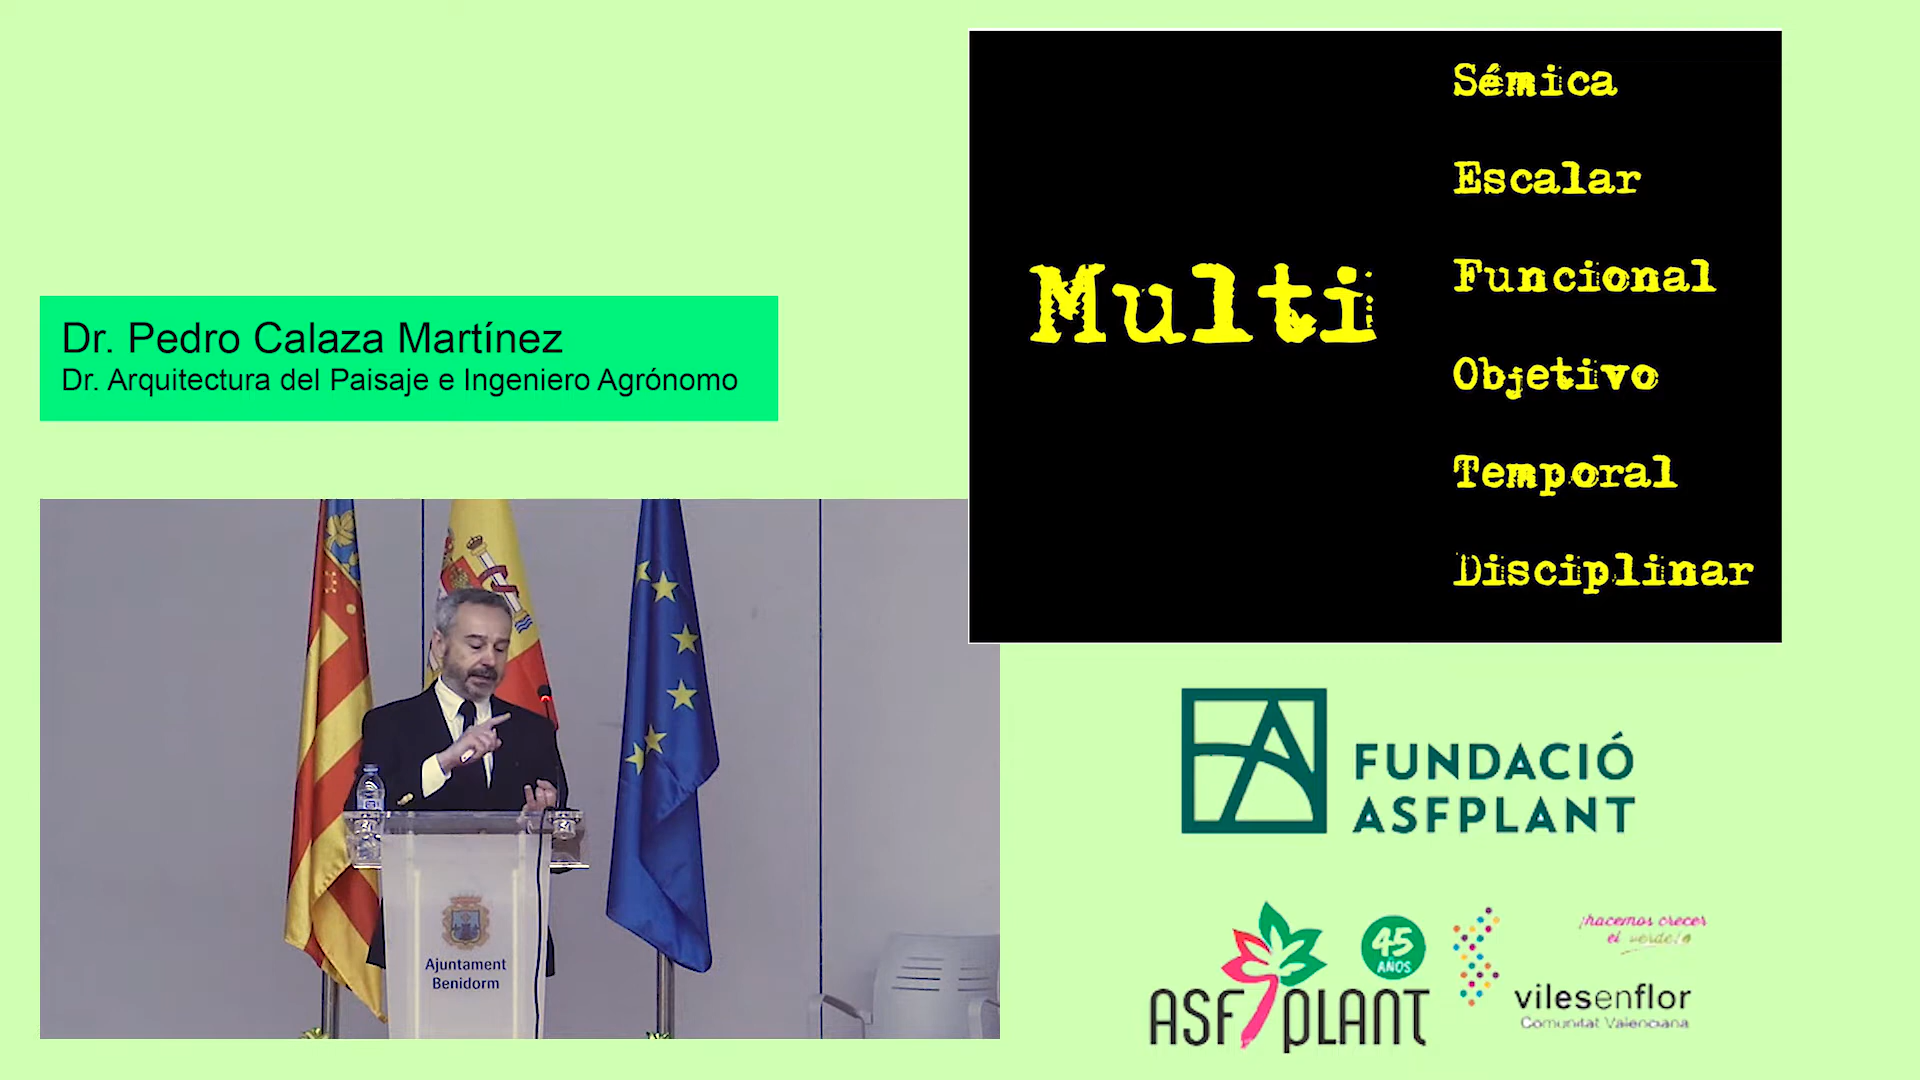 Dr. Pedro Calaza Martínez
Dr. Arquitectura del Paisaje e Ingeniero Agrónomo
Multi
Sémica
Escalar
Funcional
Objetivo
Temporal
Disciplinar
Ajuntament
Benidorm
FUNDACIÓ
ASFPLANT
ASFPLANT
45
AÑOS
¡hacemos crecer
el verde!
vilesenflor
Comunitat Valenciana